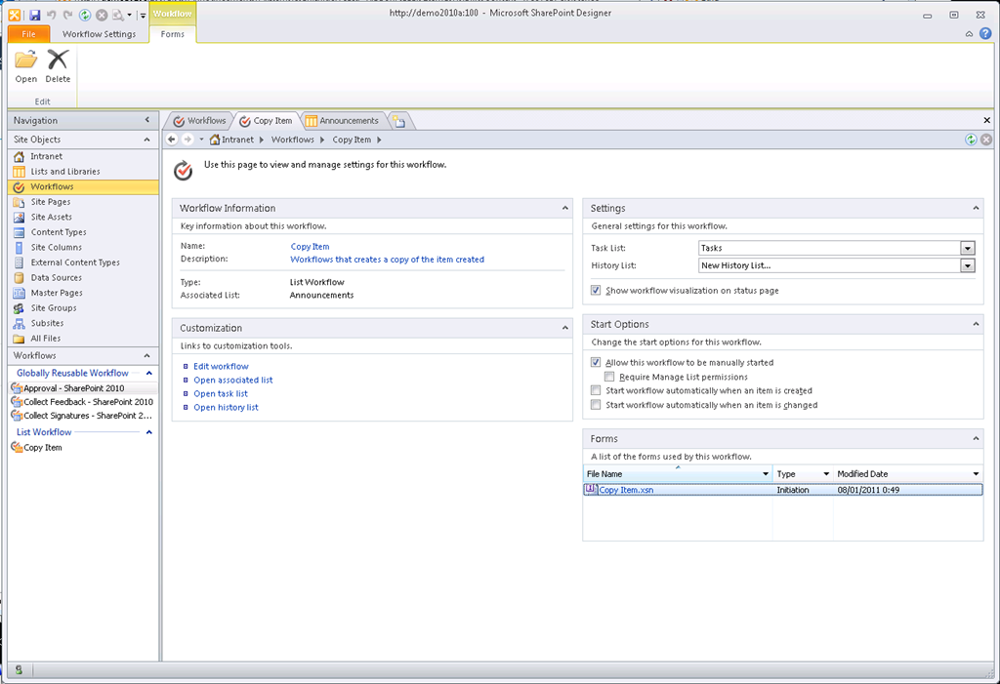 Workflow
http://demo2010a:100 - Microsoft SharePoint Designer
File
Workflow Settings
Forms
Open
Delete
Edit
Navigation
Workflows
Copy Item
Announcements
Site Objects
Intranet
Workflows
Copy Item
Intranet
Lists and Libraries
Workflows
Site Pages
Site Assets
Content Types
Site Columns
External Content Types
Data Sources
Master Pages
Site Groups
Subsites
All Files
Workflows
Globally Reusable Workflow
Approval - SharePoint 2010
Collect Feedback - SharePoint 2010
Collect Signatures - SharePoint 2...
List Workflow
Copy Item
Use this page to view and manage settings for this workflow.
Workflow Information
Key information about this workflow.
Name: Copy Item
Description: Workflows that creates a copy of the item created
Type: List Workflow
Associated List: Announcements
Customization
Links to customization tools.
Edit workflow
Open associated list
Open task list
Open history list
Settings
General settings for this workflow.
Task List: Tasks
History List: New History List...
Show workflow visualization on status page
Start Options
Change the start options for this workflow.
Allow this workflow to be manually started
Require Manage List permissions
Start workflow automatically when an item is created
Start workflow automatically when an item is changed
Forms
A list of the forms used by this workflow.
File Name Type Modified Date
Copy Item.xsn Initiation 08/01/2011 0:49